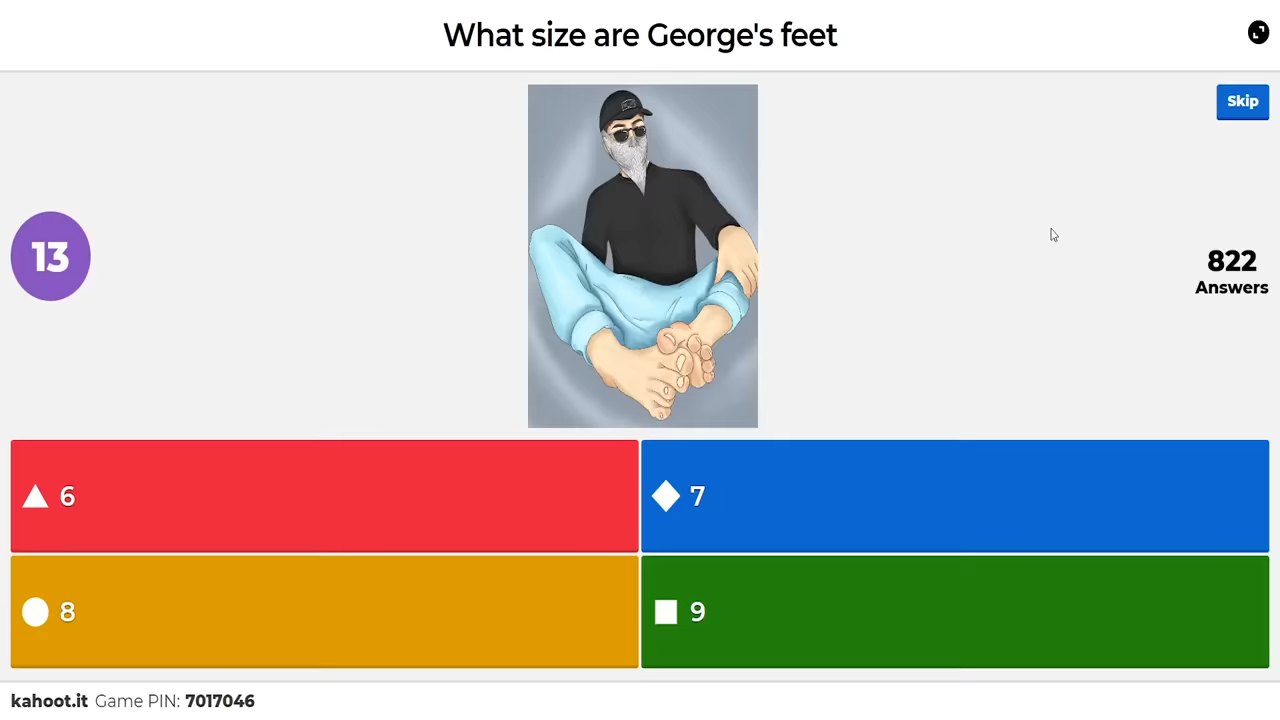 What size are George's feet
Skip
13
822
Answers
6
7
8
9
kahoot.it Game PIN: 7017046